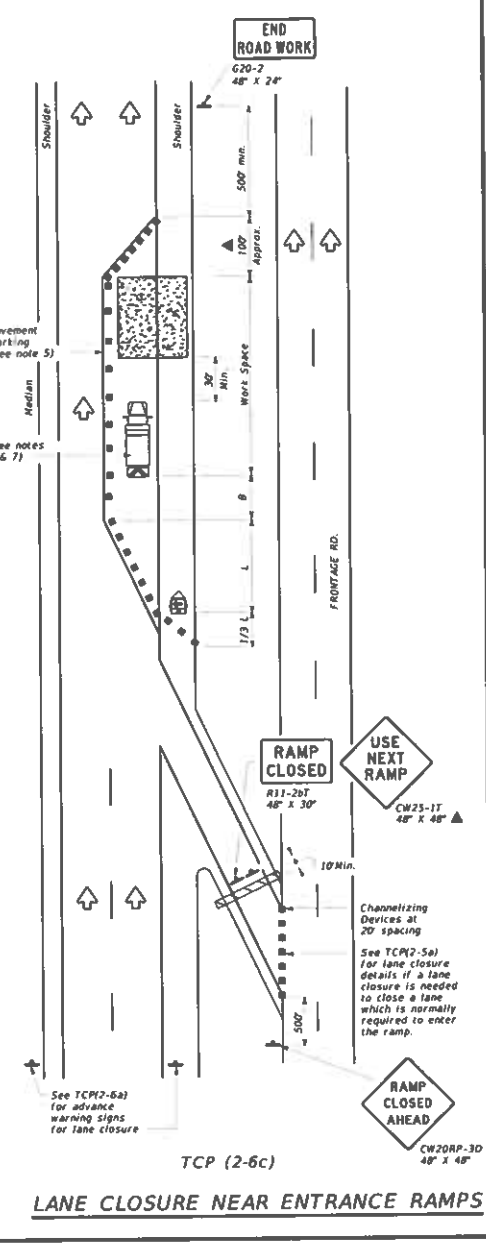 END
ROAD WORK
G20-2
48" X 24"
Shoulder
Shoulder
500' min.
100'
Approx.
(See note 5)
Median
30'
Min.
Work Space
& 7)
B
L
1/3 L
FRONTAGE RD.
RAMP
CLOSED
R11-2bT
48" X 30"
USE
NEXT
RAMP
CW25-1T
48" X 48"
10' Min.
Channelizing
Devices at
20' spacing
See TCP(2-5a)
for lane closure
details if a lane
closure is needed
to close a lane
which is normally
required to enter
the ramp.
500'
See TCP(2-6a)
for advance
warning signs
for lane closure
RAMP
CLOSED
AHEAD
CW20RP-3D
48" X 48"
TCP (2-6c)
LANE CLOSURE NEAR ENTRANCE RAMPS